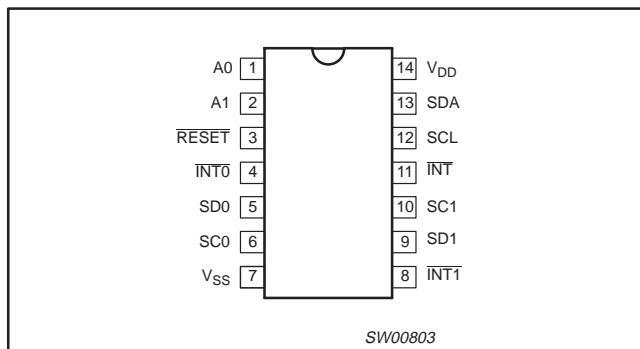 A0 1 14 VDD
A1 2 13 SDA
RESET 3 12 SCL
INT0 4 11 INT
SD0 5 10 SC1
SC0 6 9 SD1
VSS 7 8 INT1
SW00803